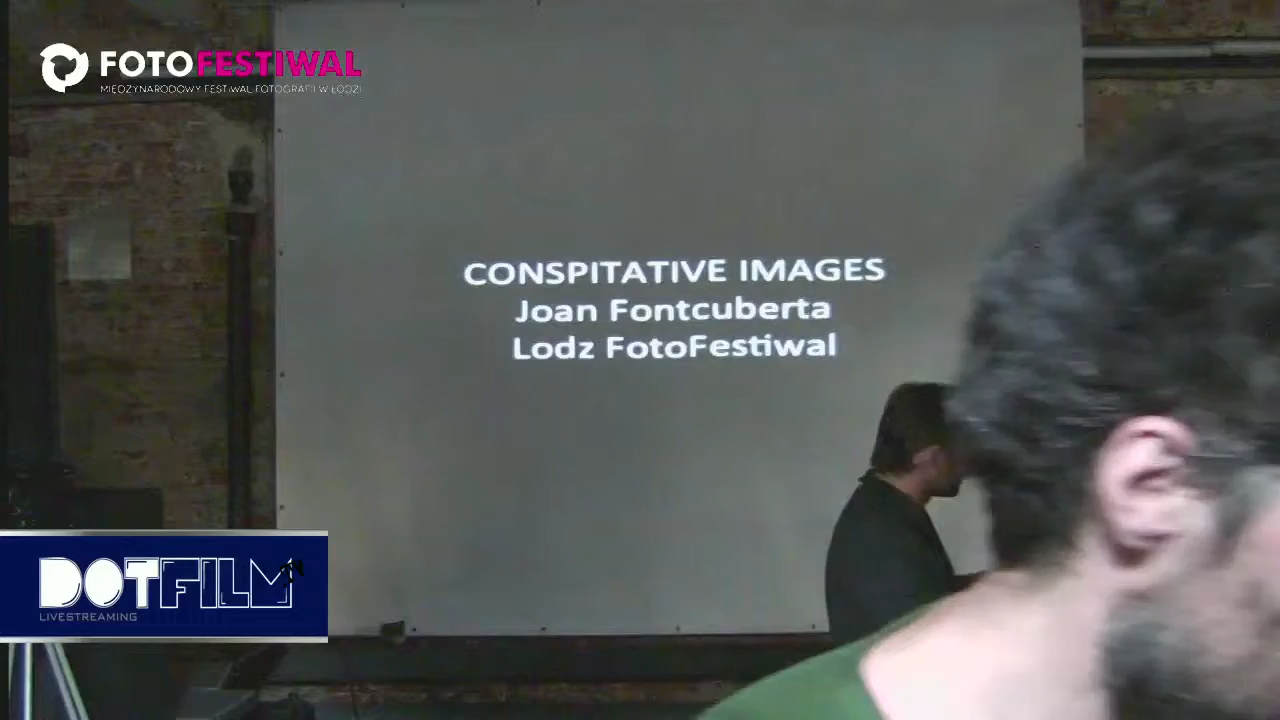 FOTOFESTIWAL
MIĘDZYNARODOWY FESTIWAL FOTOGRAFII W ŁODZI
CONSPITATIVE IMAGES
Joan Fontcuberta
Lodz FotoFestiwal
DOTFILM
LIVESTREAMING